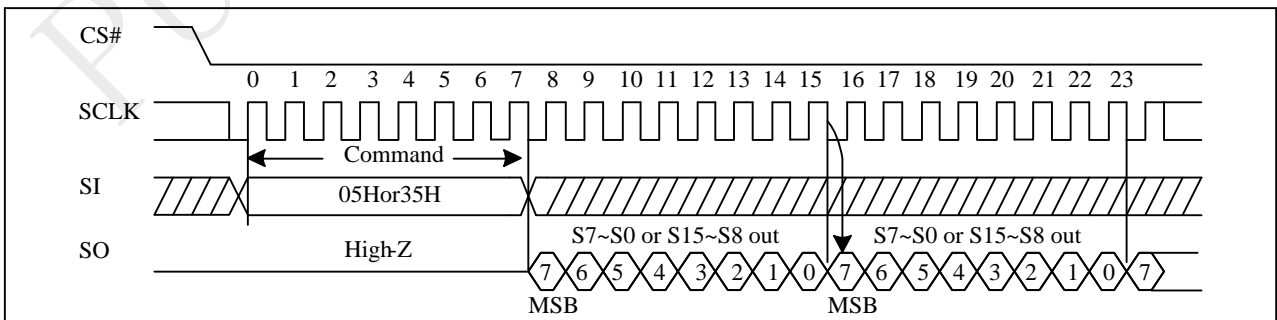 CS#
0 1 2 3 4 5 6 7 8 9 10 11 12 13 14 15 16 17 18 19 20 21 22 23
SCLK
Command
SI
05Hor35H
S7~S0 or S15~S8 out S7~S0 or S15~S8 out
SO
High-Z
7 6 5 4 3 2 1 0 7 6 5 4 3 2 1 0 7
MSB MSB